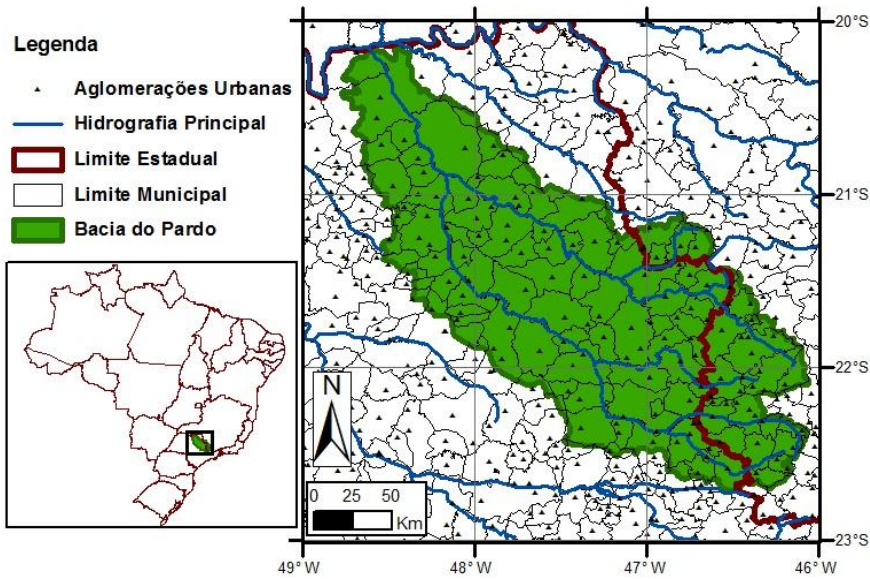 Legenda
Aglomerações Urbanas
Hidrografia Principal
Limite Estadual
Limite Municipal
Bacia do Pardo
N
0 25 50
Km
20°S
21°S
22°S
23°S
49°W
48°W
47°W
46°W